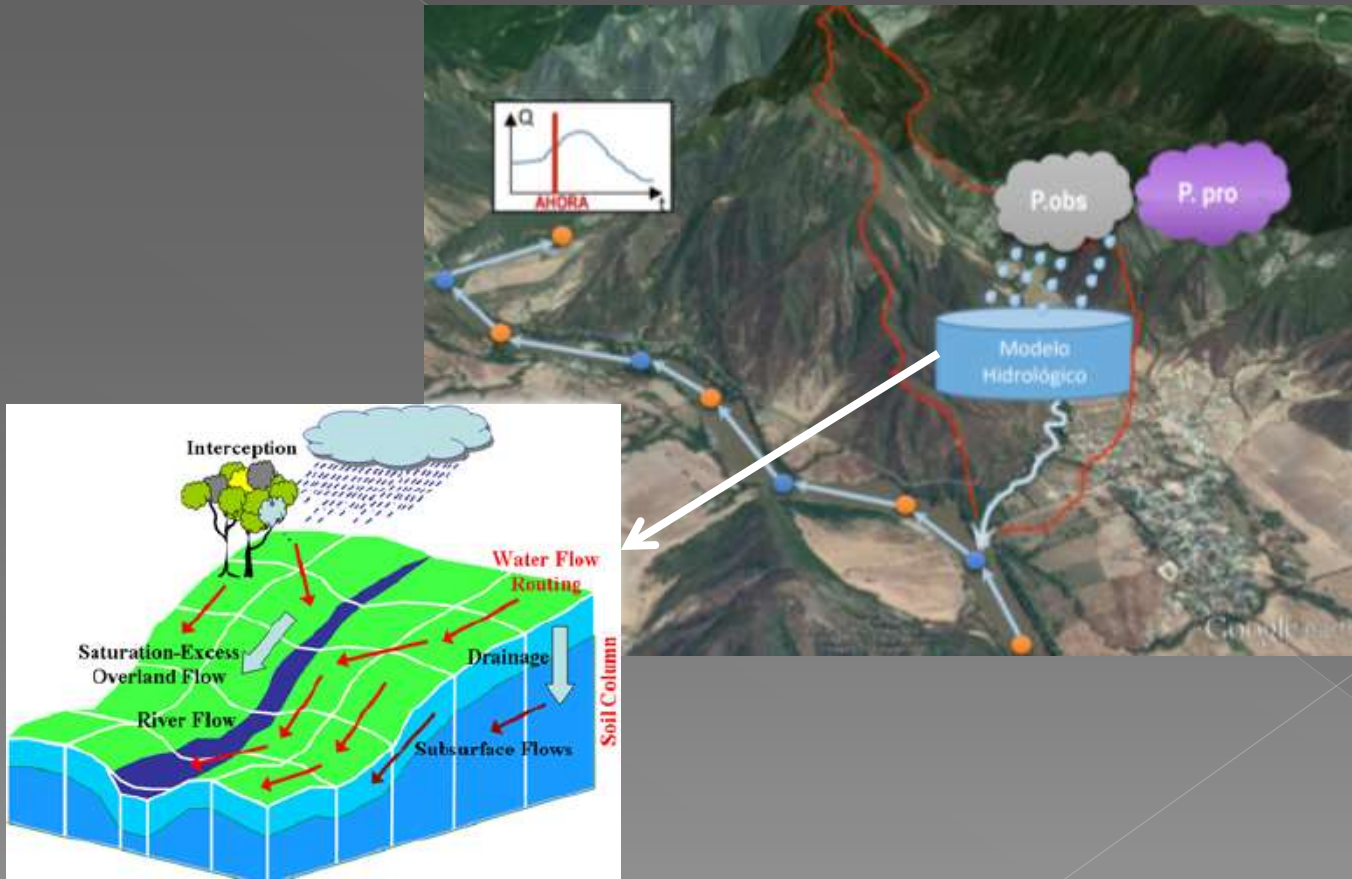 Q
AHORA
t
P.obs
P. pro
Modelo
Hidrológico
Google
Interception
Water Flow
Routing
Saturation-Excess
Overland Flow
Drainage
Soil Column
River Flow
Subsurface Flows